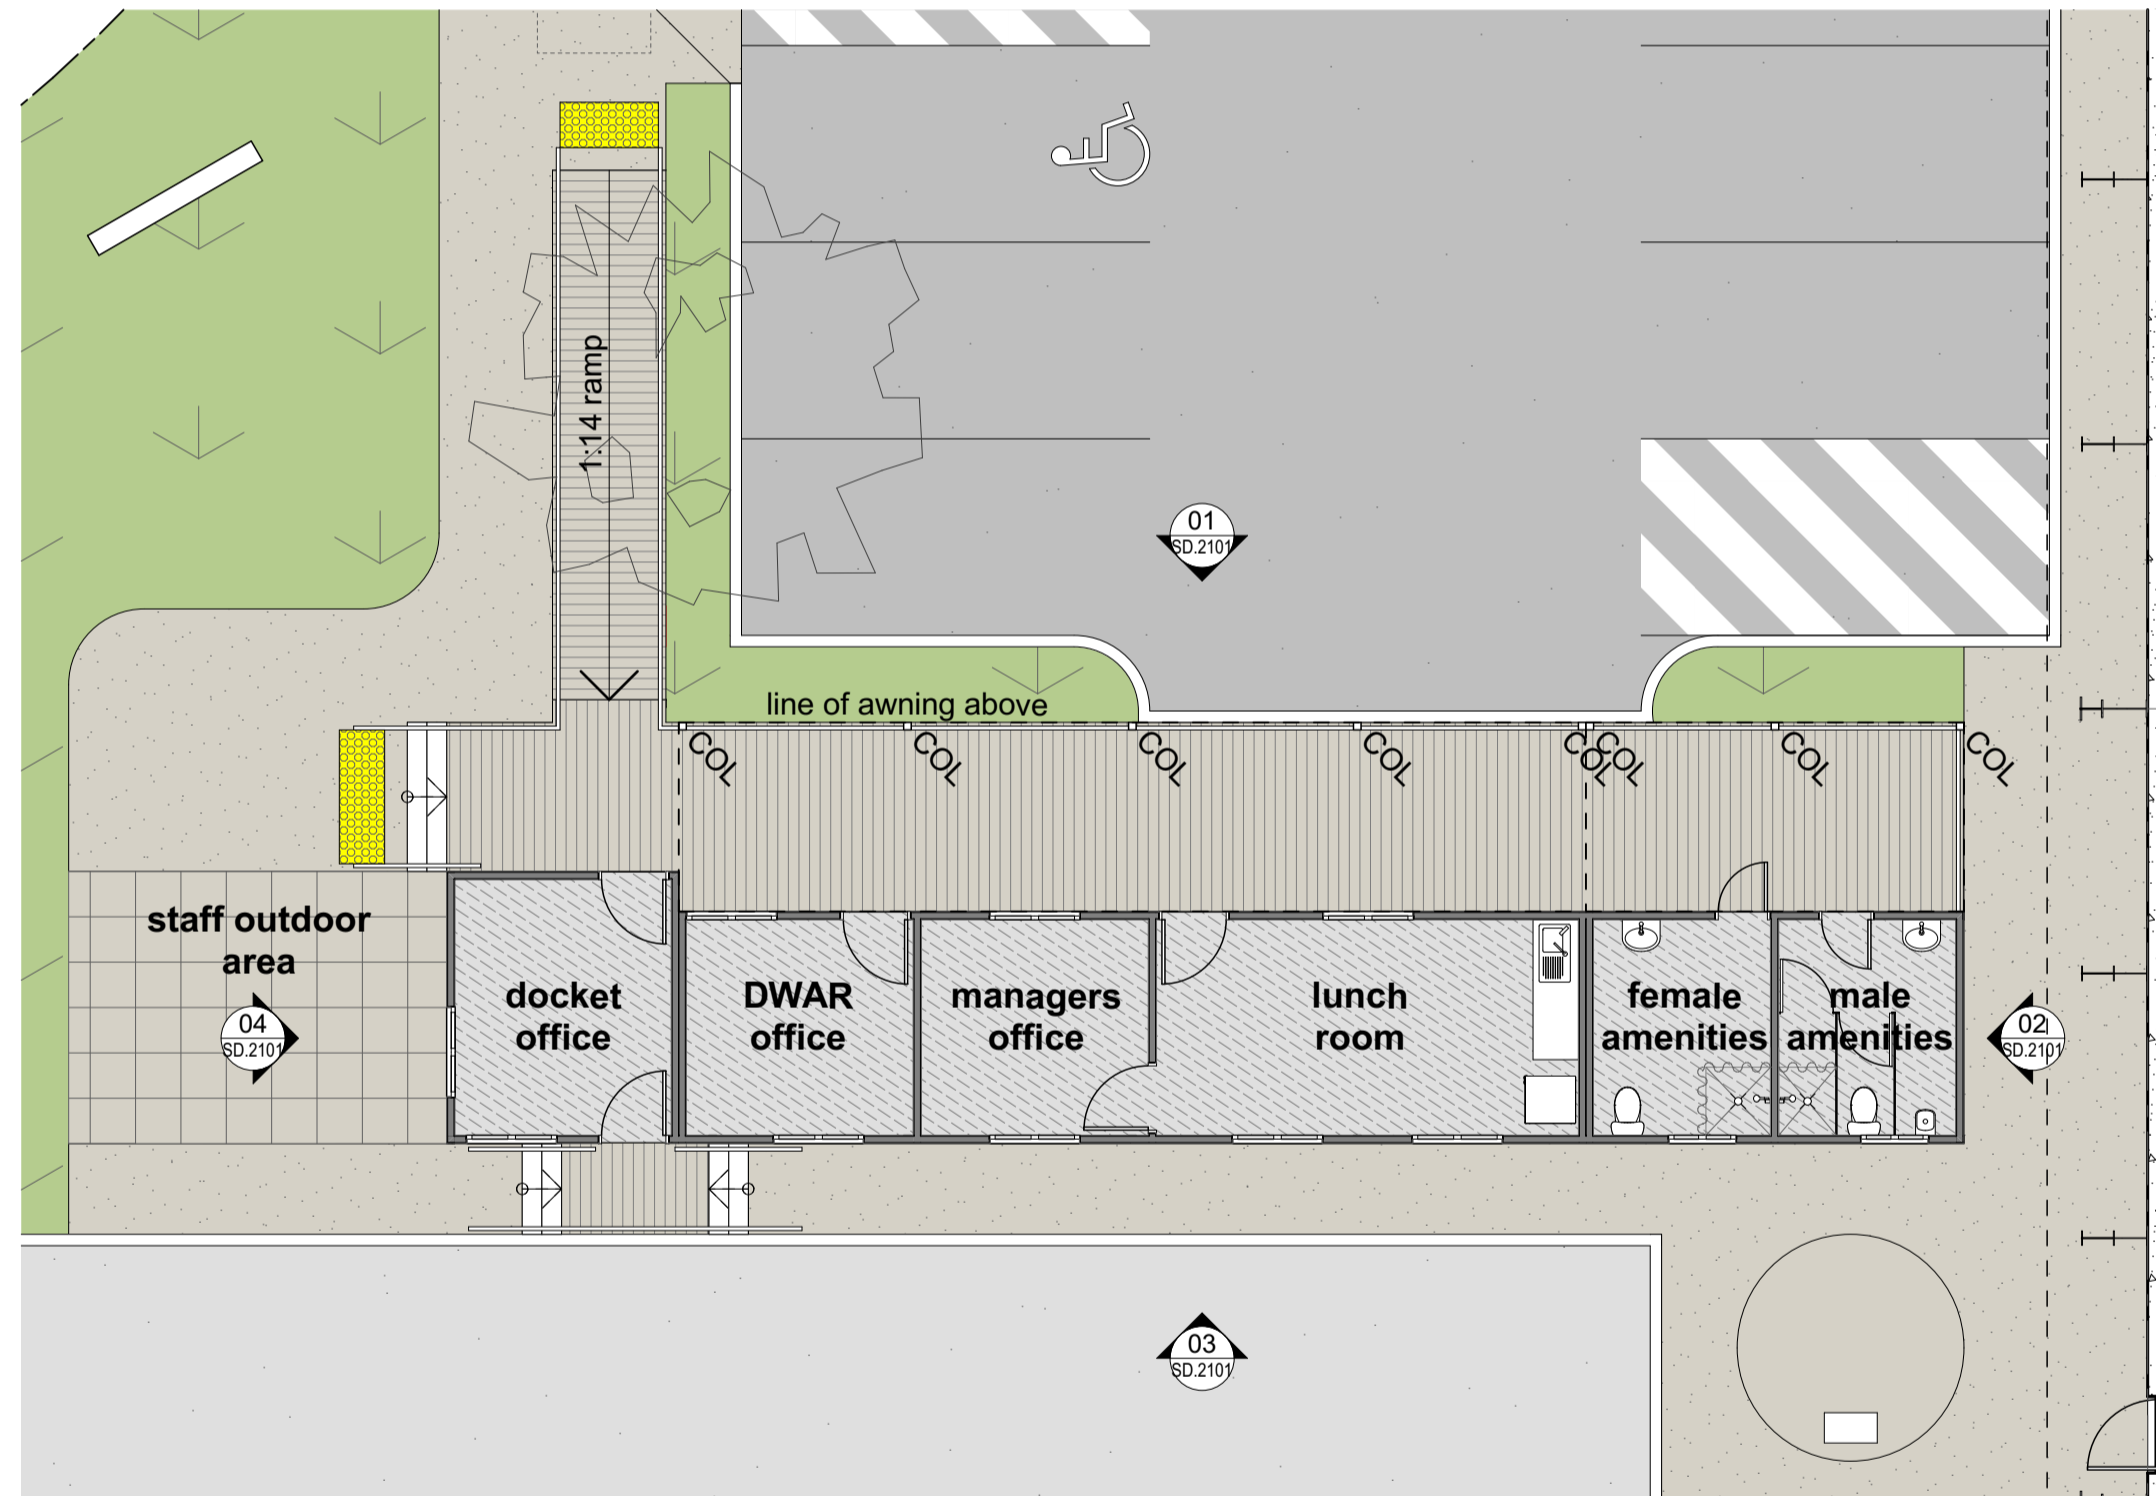 1:14 ramp
01
SD.2101
line of awning above
COL
COL
COL
COL
COL
COL
COL
COL
staff outdoor
area
04
SD.2101
docket
office
DWAR
office
managers
office
lunch
room
female
amenities
male
amenities
02
SD.2101
03
SD.2101